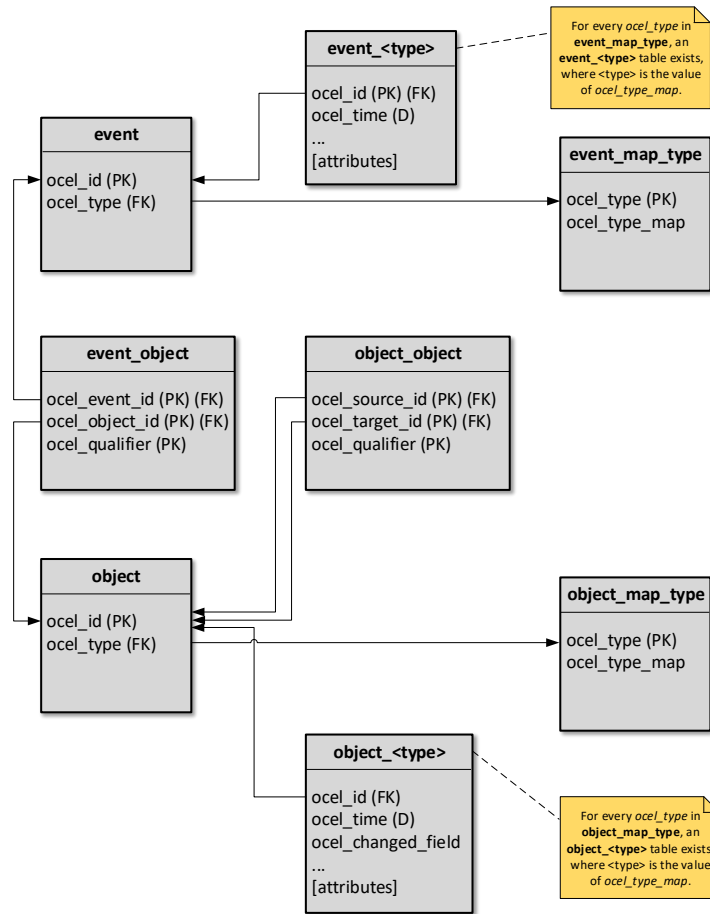 event_<type>
ocel_id (PK) (FK)
ocel_time (D)
...
[attributes]
For every ocel_type in
event_map_type, an
event_<type> table exists,
where <type> is the value
of ocel_type_map.
event
ocel_id (PK)
ocel_type (FK)
event_map_type
ocel_type (PK)
ocel_type_map
event_object
ocel_event_id (PK) (FK)
ocel_object_id (PK) (FK)
ocel_qualifier (PK)
object_object
ocel_source_id (PK) (FK)
ocel_target_id (PK) (FK)
ocel_qualifier (PK)
object
ocel_id (PK)
ocel_type (FK)
object_map_type
ocel_type (PK)
ocel_type_map
object_<type>
ocel_id (FK)
ocel_time (D)
ocel_changed_field
...
[attributes]
For every ocel_type in
object_map_type, an
object_<type> table exists
where <type> is the value
of ocel_type_map.